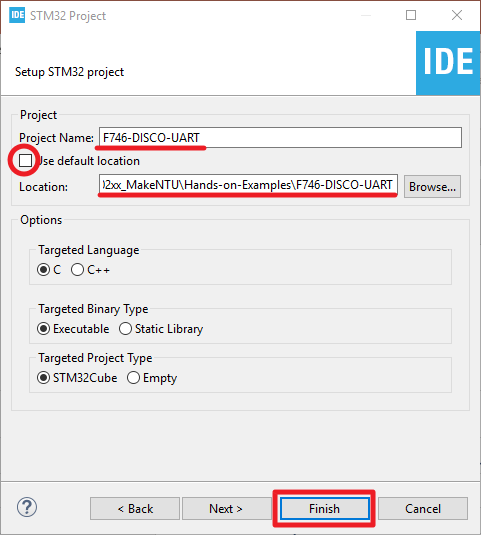 IDE STM32 Project
IDE
Setup STM32 project
Project
Project Name: F746-DISCO-UART
Use default location
Location: 02xx_MakeNTU\Hands-on-Examples\F746-DISCO-UART Browse...
Options
Targeted Language
C C++
Targeted Binary Type
Executable Static Library
Targeted Project Type
STM32Cube Empty
? < Back Next > Finish Cancel